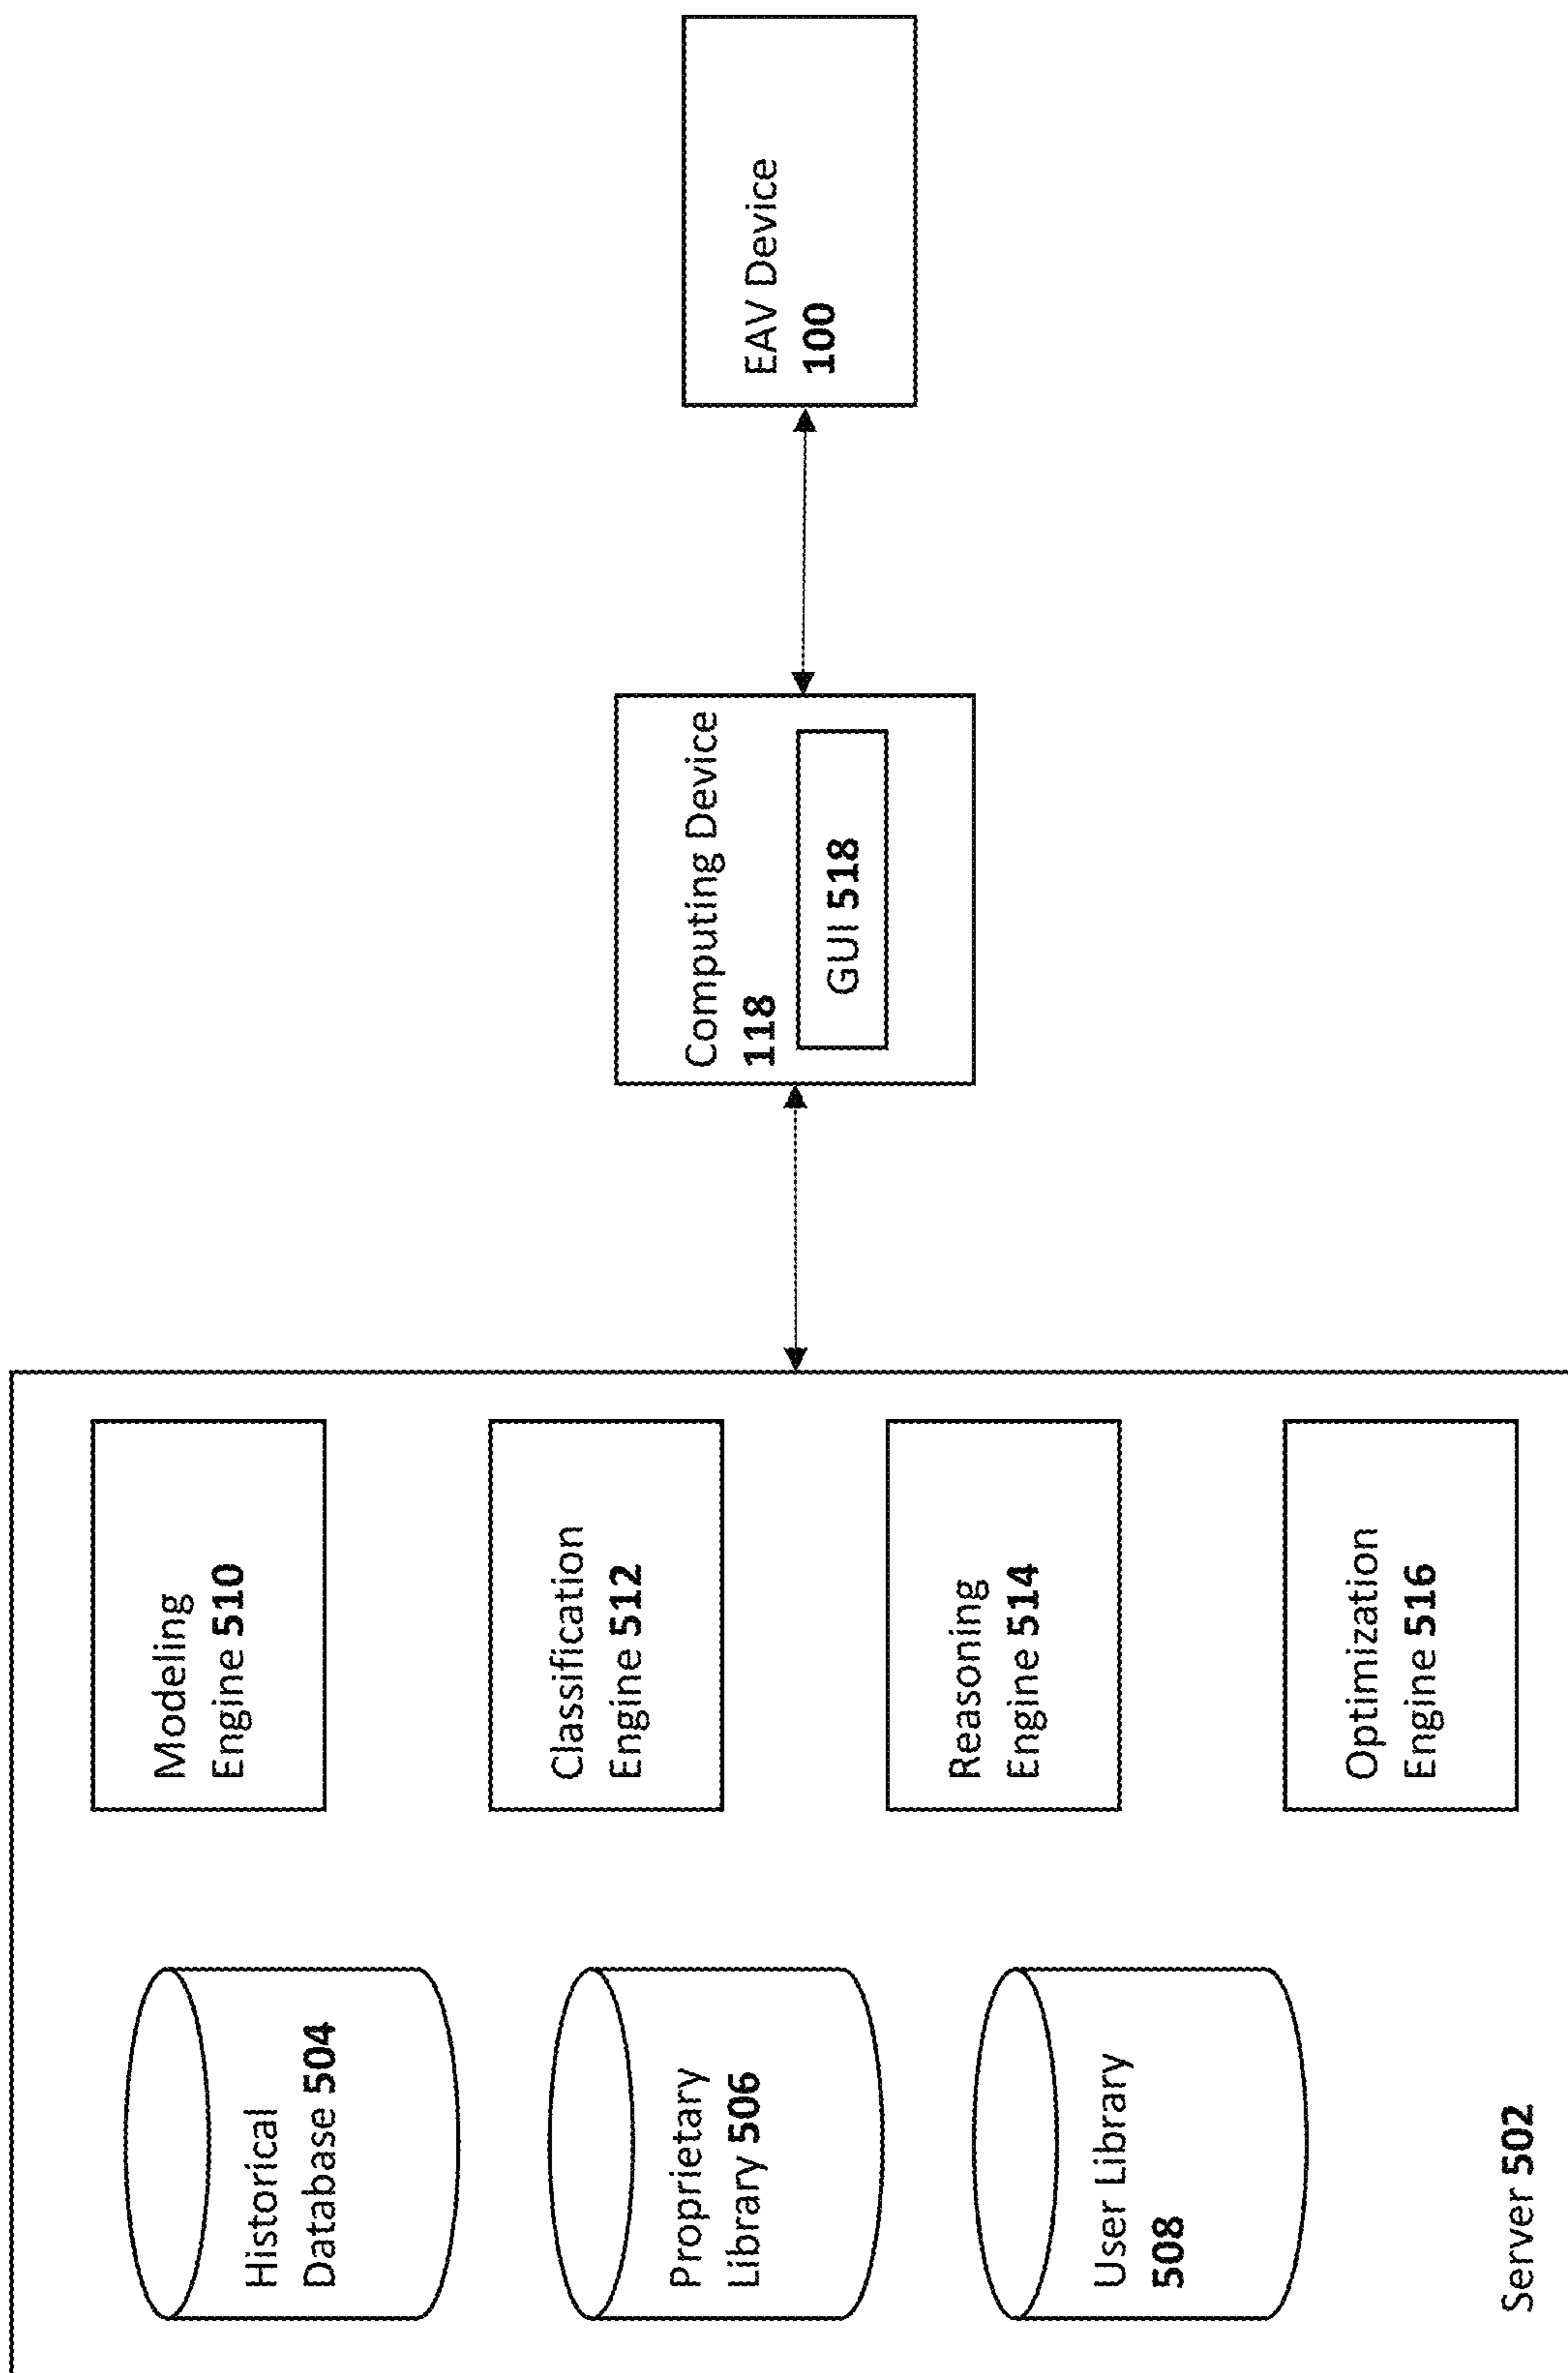 Historical
Database 504
Proprietary
Library 506
User Library
508
Server 502
Modeling
Engine 510
Classification
Engine 512
Reasoning
Engine 514
Optimization
Engine 516
Computing Device
118
GUI 518
EAV Device
100